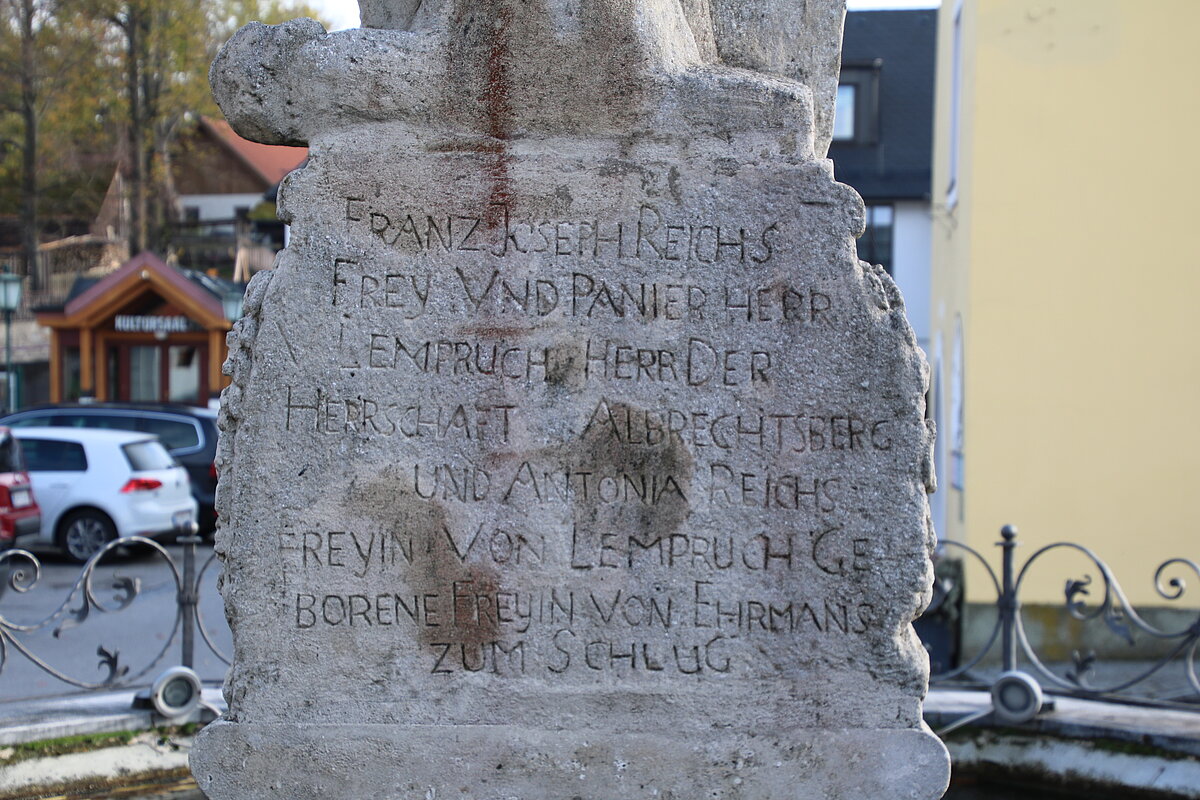 KULTURSAAL
FRANZ JOSEPH REICHS
FREY VND PANIER HERR
V LEMPRUCH HERR DER
HERRSCHAFT ALBRECHTSBERG
UND ANTONIA REICHS
FREYIN VON LEMPRUCH GE-
BORENE FREYIN VON EHRMANS
ZUM SCHLUG